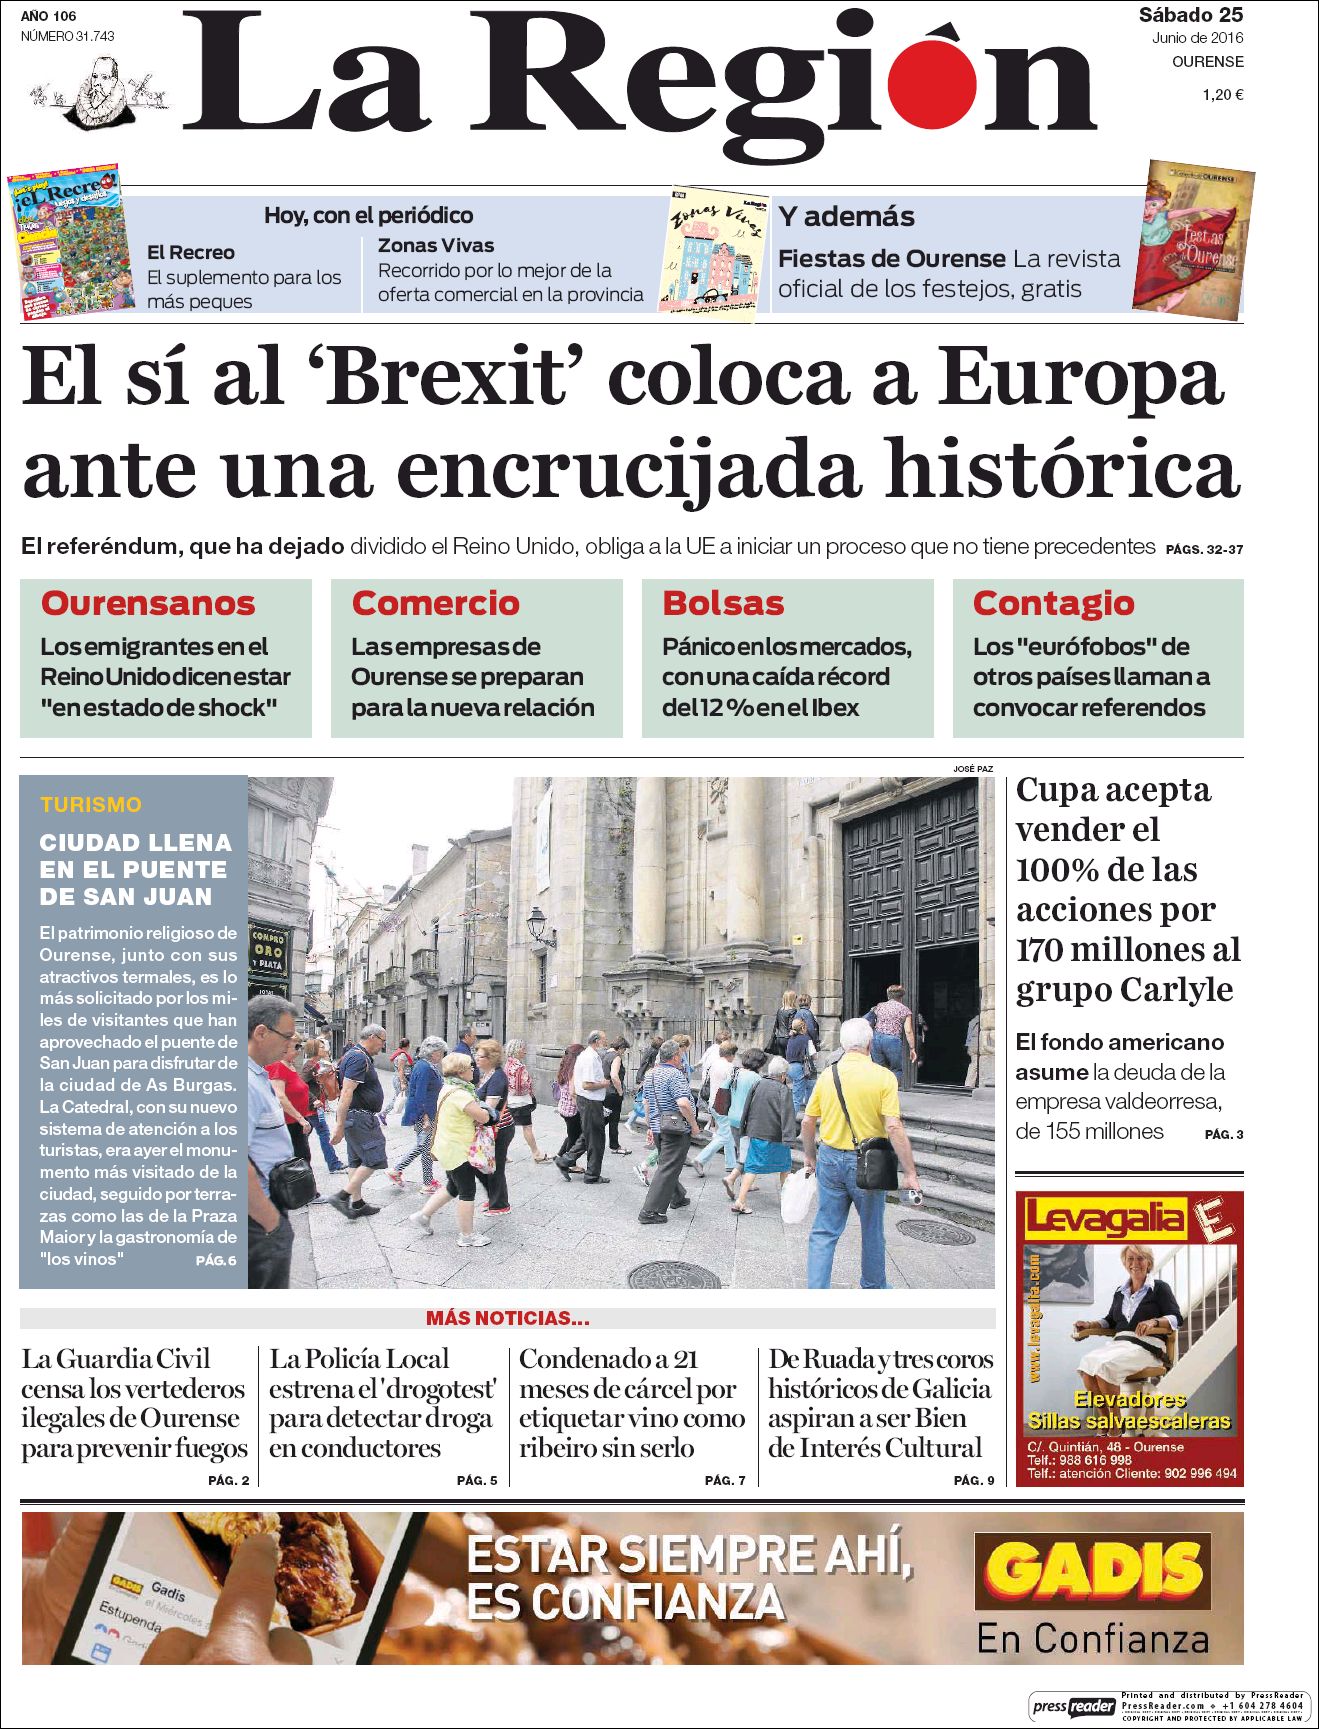 AÑO 106
NÚMERO 31.743
La Región
Sábado 25
Junio de 2016
OURENSE
1,20 €
¡eL Recreo!
Hoy, con el periódico
El Recreo
El suplemento para los
más peques
Zonas Vivas
Recorrido por lo mejor de la
oferta comercial en la provincia
Zonas Vivas
Y además
Fiestas de Ourense La revista
oficial de los festejos, gratis
Festas
Ourense
El sí al ‘Brexit’ coloca a Europa
ante una encrucijada histórica
El referéndum, que ha dejado dividido el Reino Unido, obliga a la UE a iniciar un proceso que no tiene precedentes PÁGS. 32-37
Ourensanos
Los emigrantes en el
Reino Unido dicen estar
"en estado de shock"
Comercio
Las empresas de
Ourense se preparan
para la nueva relación
Bolsas
Pánico en los mercados,
con una caída récord
del 12 % en el Ibex
Contagio
Los "eurófobos" de
otros países llaman a
convocar referendos
TURISMO
CIUDAD LLENA
EN EL PUENTE
DE SAN JUAN
El patrimonio religioso de
Ourense, junto con sus
atractivos termales, es lo
más solicitado por los mi-
les de visitantes que han
aprovechado el puente de
San Juan para disfrutar de
la ciudad de As Burgas.
La Catedral, con su nuevo
sistema de atención a los
turistas, era ayer el monu-
mento más visitado de la
ciudad, seguido por terra-
zas como las de la Praza
Maior y la gastronomía de
"los vinos" PÁG. 6
JOSÉ PAZ
COMPRO
ORO
Y PLATA
Cupa acepta
vender el
100% de las
acciones por
170 millones al
grupo Carlyle
El fondo americano
asume la deuda de la
empresa valdeorresa,
de 155 millones PÁG. 3
Levagalia E
www.levagalia.com
Elevadores
Sillas salvaescaleras
C/. Quintián, 48 - Ourense
Telf.: 988 616 998
Telf.: atención Cliente: 902 996 494
MÁS NOTICIAS...
La Guardia Civil
censa los vertederos
ilegales de Ourense
para prevenir fuegos
PÁG. 2
La Policía Local
estrena el 'drogotest'
para detectar droga
en conductores
PÁG. 5
Condenado a 21
meses de cárcel por
etiquetar vino como
ribeiro sin serlo
PÁG. 7
De Ruada y tres coros
históricos de Galicia
aspiran a ser Bien
de Interés Cultural
PÁG. 9
GADIS
Gadis
el Miércoles
Estupenda
ESTAR SIEMPRE AHÍ,
ES CONFIANZA
GADIS
En Confianza
pressreader
Printed and distributed by PressReader
PressReader.com + +1 604 278 4604
COPYRIGHT AND PROTECTED BY APPLICABLE LAW